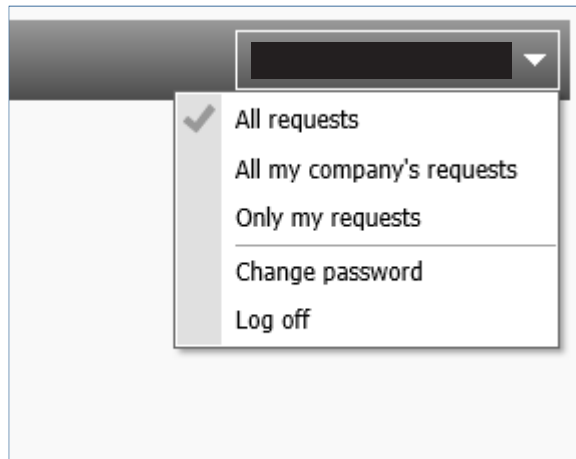 All requests
All my company's requests
Only my requests
Change password
Log off